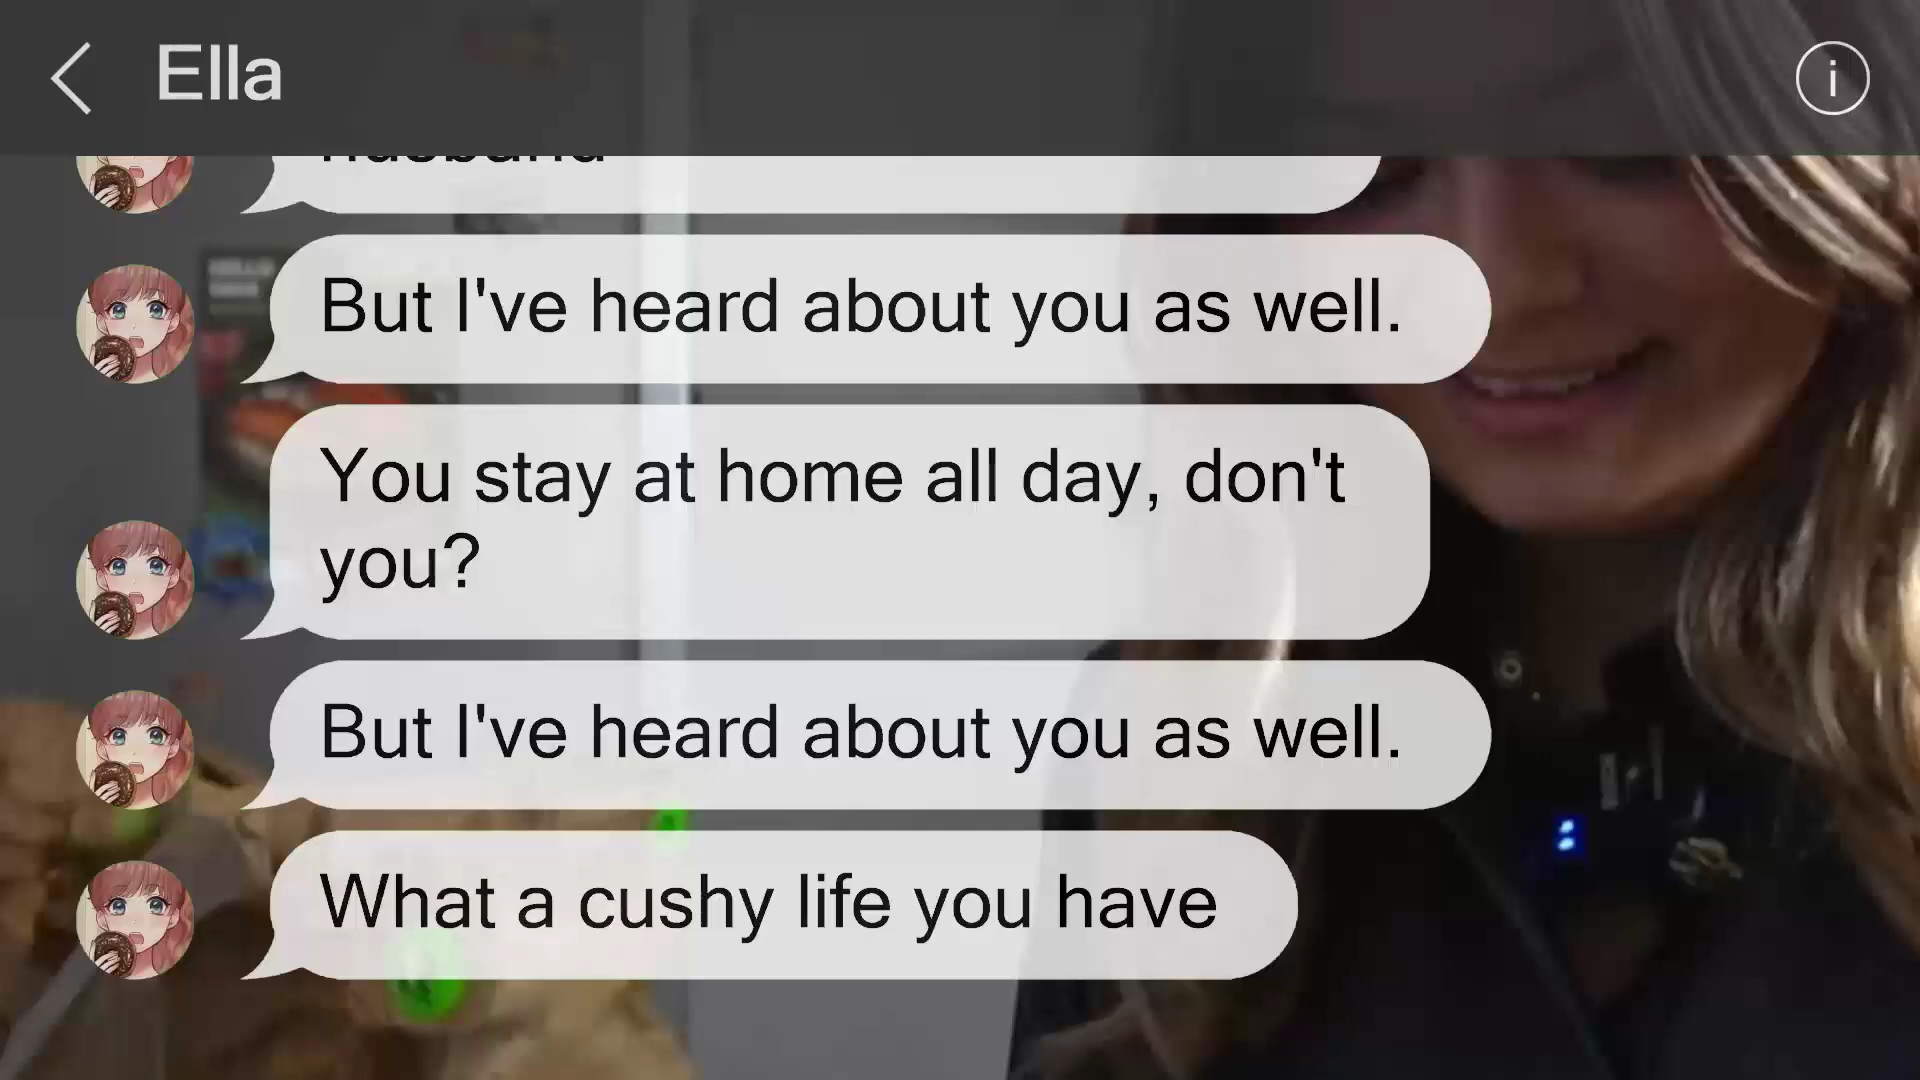 Ella
husband
But I've heard about you as well.
You stay at home all day, don't
you?
But I've heard about you as well.
What a cushy life you have